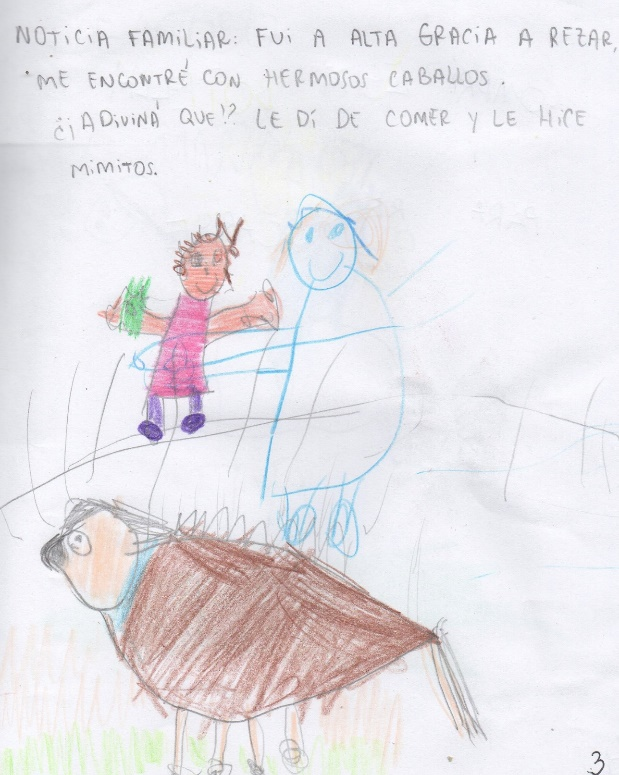 NOTICIA FAMILIAR: FUI A ALTA GRACIA A REZAR,
ME ENCONTRÉ CON HERMOSOS CABALLOS.
¿¡ADIVINÁ QUE!? LE DÍ DE COMER Y LE HICE
MIMITOS.
3